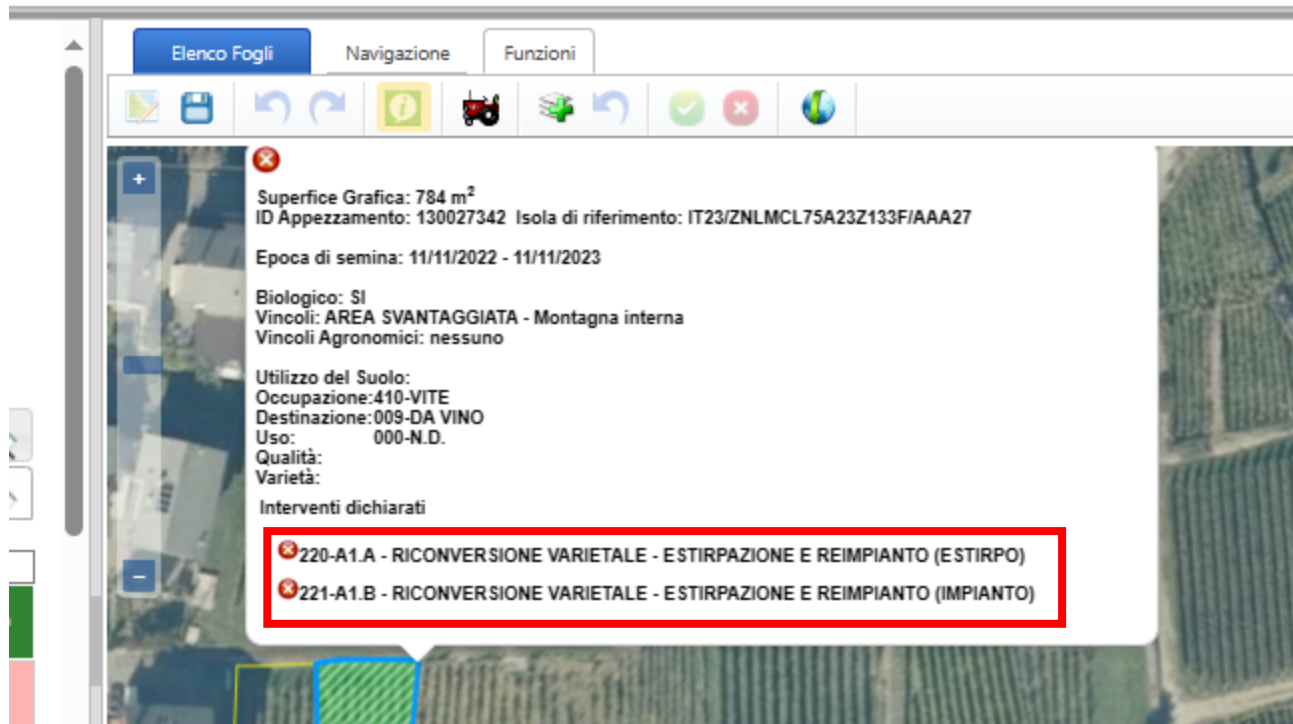 Elenco Fogli Navigazione Funzioni
+
Superfice Grafica: 784 m²
ID Appezzamento: 130027342 Isola di riferimento: IT23/ZNLMCL75A23Z133F/AAA27
Epoca di semina: 11/11/2022 - 11/11/2023
Biologico: SI
Vincoli: AREA SVANTAGGIATA - Montagna interna
Vincoli Agronomici: nessuno
Utilizzo del Suolo:
Occupazione:410-VITE
Destinazione:009-DA VINO
Uso: 000-N.D.
Qualità:
Varietà:
Interventi dichiarati
220-A1.A - RICONVERSIONE VARIETALE - ESTIRPAZIONE E REIMPIANTO (ESTIRPO)
221-A1.B - RICONVERSIONE VARIETALE - ESTIRPAZIONE E REIMPIANTO (IMPIANTO)
−